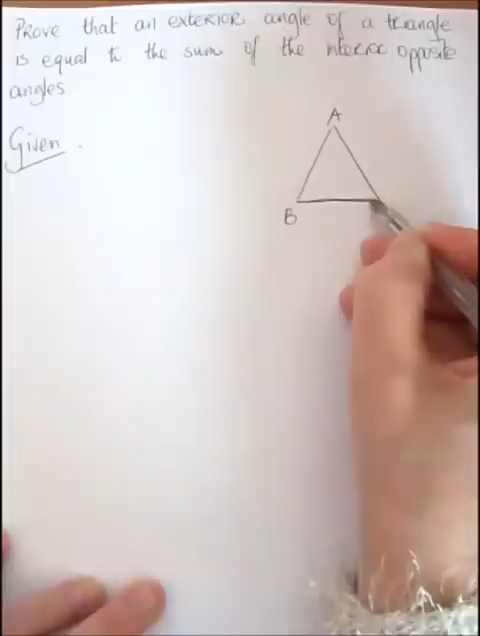 Prove that an exterior angle of a triangle
is equal to the sum of the interior opposite
angles
Given.
A
B